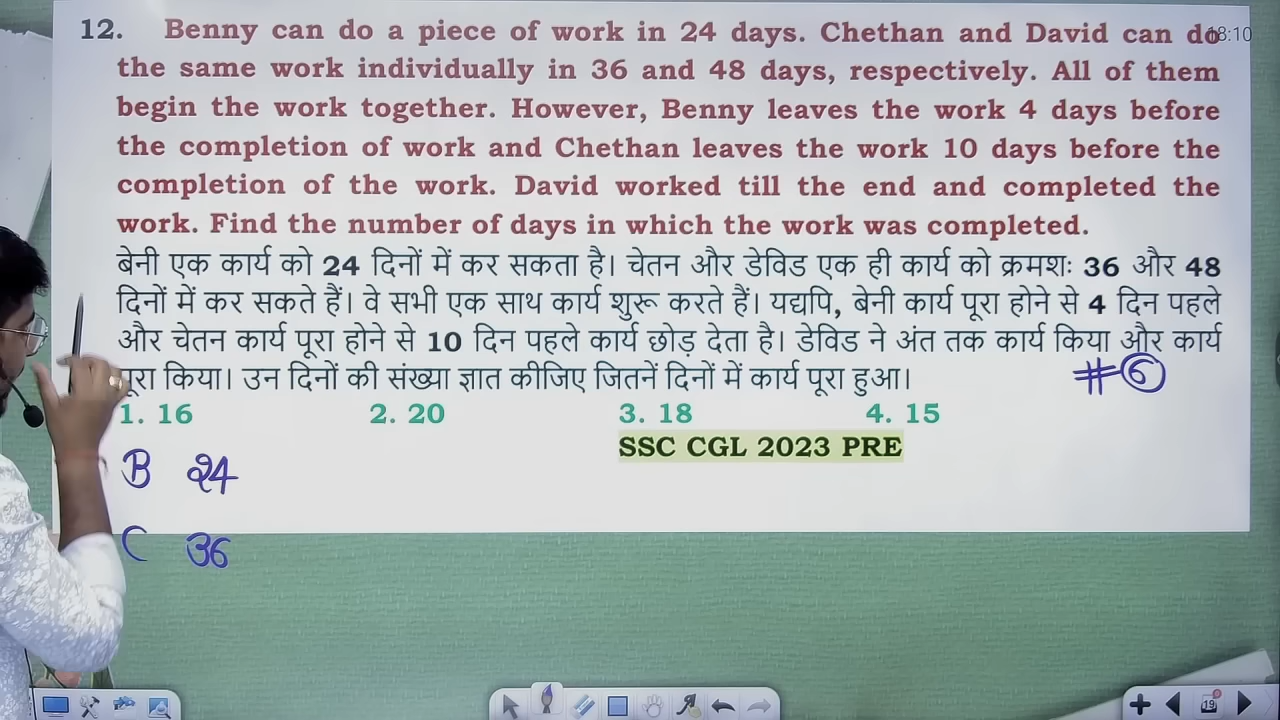 18:10
12. Benny can do a piece of work in 24 days. Chethan and David can do
the same work individually in 36 and 48 days, respectively. All of them
begin the work together. However, Benny leaves the work 4 days before
the completion of work and Chethan leaves the work 10 days before the
completion of the work. David worked till the end and completed the
work. Find the number of days in which the work was completed.
बेनी एक कार्य को 24 दिनों में कर सकता है। चेतन और डेविड एक ही कार्य को क्रमशः 36 और 48
दिनों में कर सकते हैं। वे सभी एक साथ कार्य शुरू करते हैं। यद्यपि, बेनी कार्य पूरा होने से 4 दिन पहले
और चेतन कार्य पूरा होने से 10 दिन पहले कार्य छोड़ देता है। डेविड ने अंत तक कार्य किया और कार्य
पूरा किया। उन दिनों की संख्या ज्ञात कीजिए जितनें दिनों में कार्य पूरा हुआ।
#6
1. 16 2. 20 3. 18 4. 15
SSC CGL 2023 PRE
B 24
C 36
19